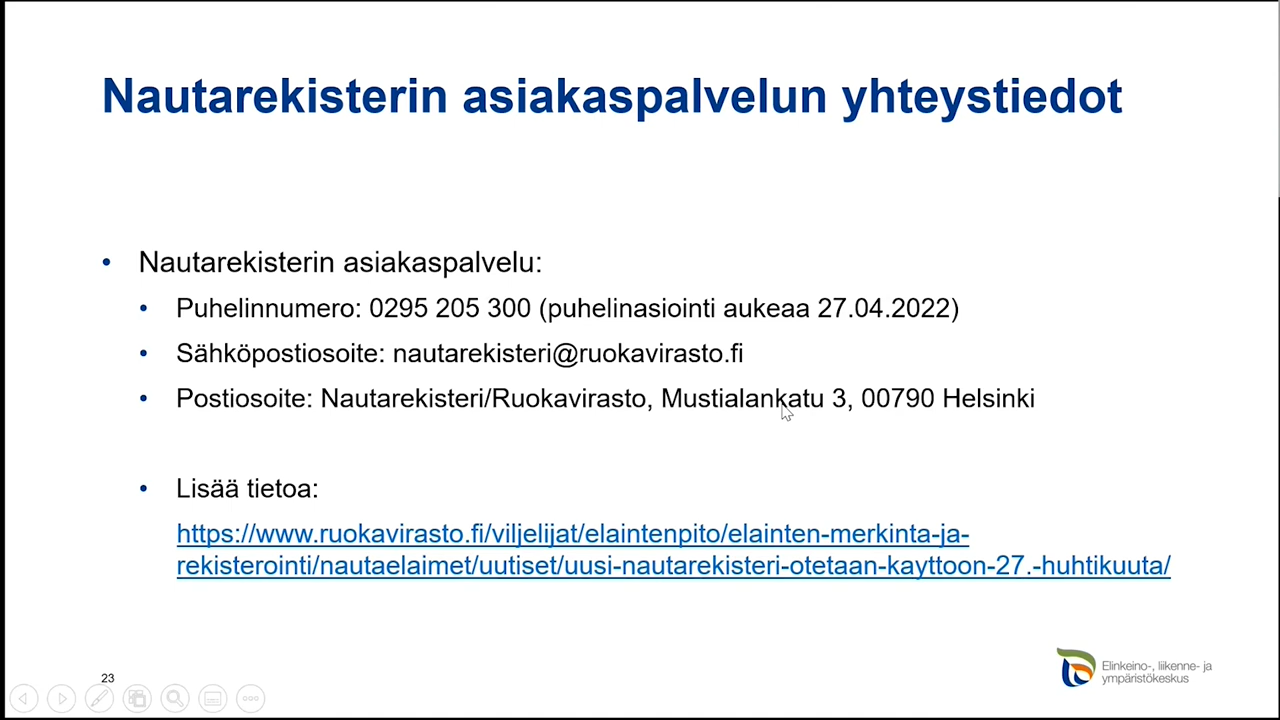 Nautarekisterin asiakaspalvelun yhteystiedot
• Nautarekisterin asiakaspalvelu:
• Puhelinnumero: 0295 205 300 (puhelinasiointi aukeaa 27.04.2022)
• Sähköpostiosoite: nautarekisteri@ruokavirasto.fi
• Postiosoite: Nautarekisteri/Ruokavirasto, Mustialankatu 3, 00790 Helsinki
• Lisää tietoa:
https://www.ruokavirasto.fi/viljelijat/elaintenpito/elainten-merkinta-ja-
rekisterointi/nautaelaimet/uutiset/uusi-nautarekisteri-otetaan-kayttoon-27.-huhtikuuta/
23
Elinkeino-, liikenne- ja
ympäristökeskus